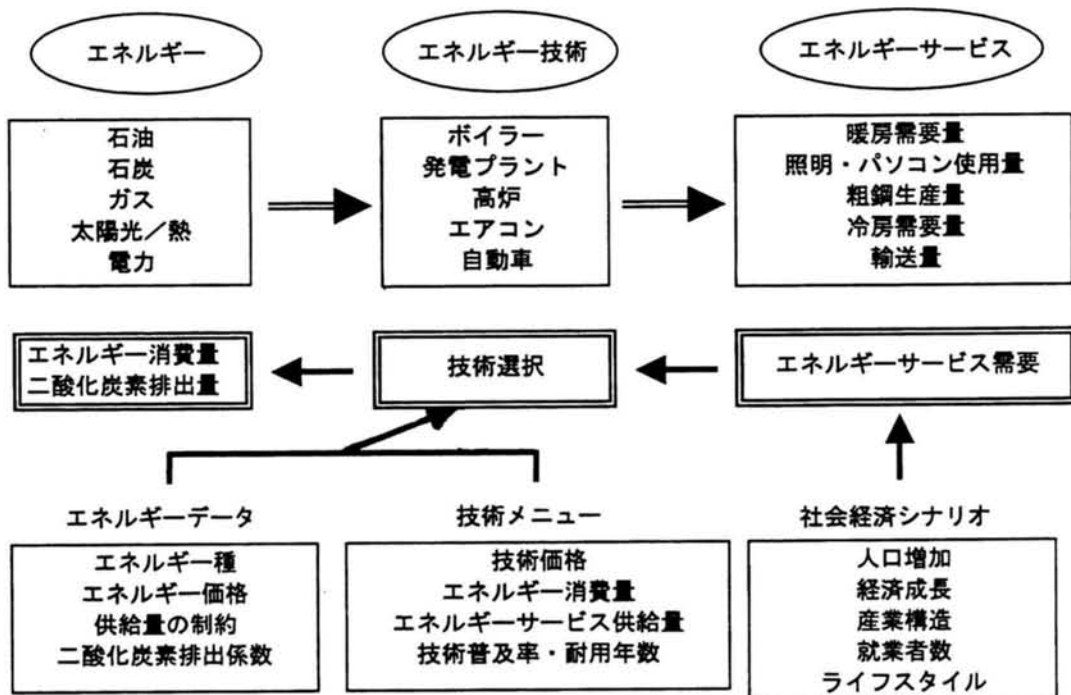 エネルギー
エネルギー技術
エネルギーサービス
石油
石炭
ガス
太陽光／熱
電力
ボイラー
発電プラント
高炉
エアコン
自動車
暖房需要量
照明・パソコン使用量
粗鋼生産量
冷房需要量
輸送量
エネルギー消費量
二酸化炭素排出量
技術選択
エネルギーサービス需要
エネルギーデータ
エネルギー種
エネルギー価格
供給量の制約
二酸化炭素排出係数
技術メニュー
技術価格
エネルギー消費量
エネルギーサービス供給量
技術普及率・耐用年数
社会経済シナリオ
人口増加
経済成長
産業構造
就業者数
ライフスタイル